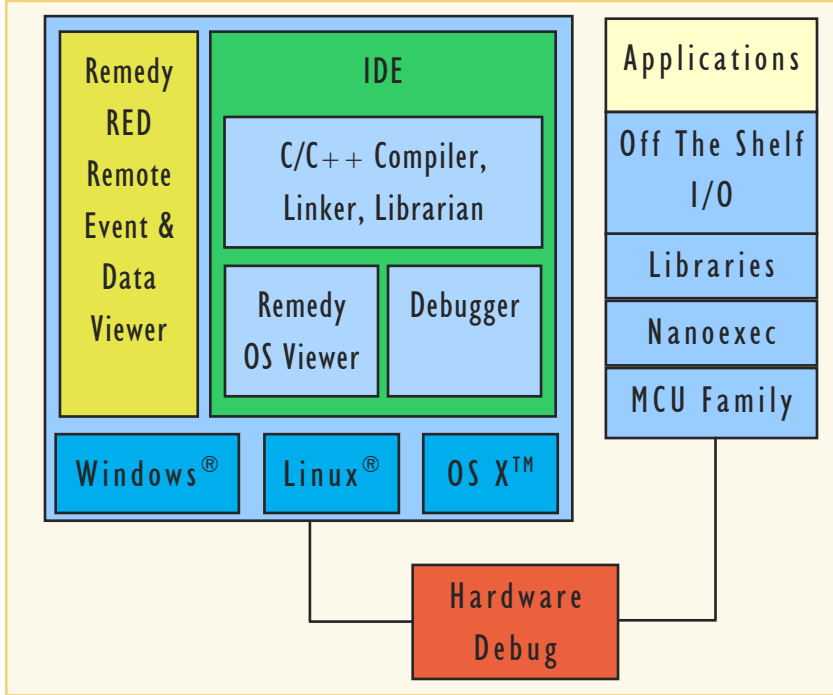 Remedy
RED
Remote
Event &
Data
Viewer
IDE
C/C++ Compiler,
Linker, Librarian
Remedy
OS Viewer
Debugger
Windows®
Linux®
OS X™
Applications
Off The Shelf
I/O
Libraries
Nanoexec
MCU Family
Hardware
Debug